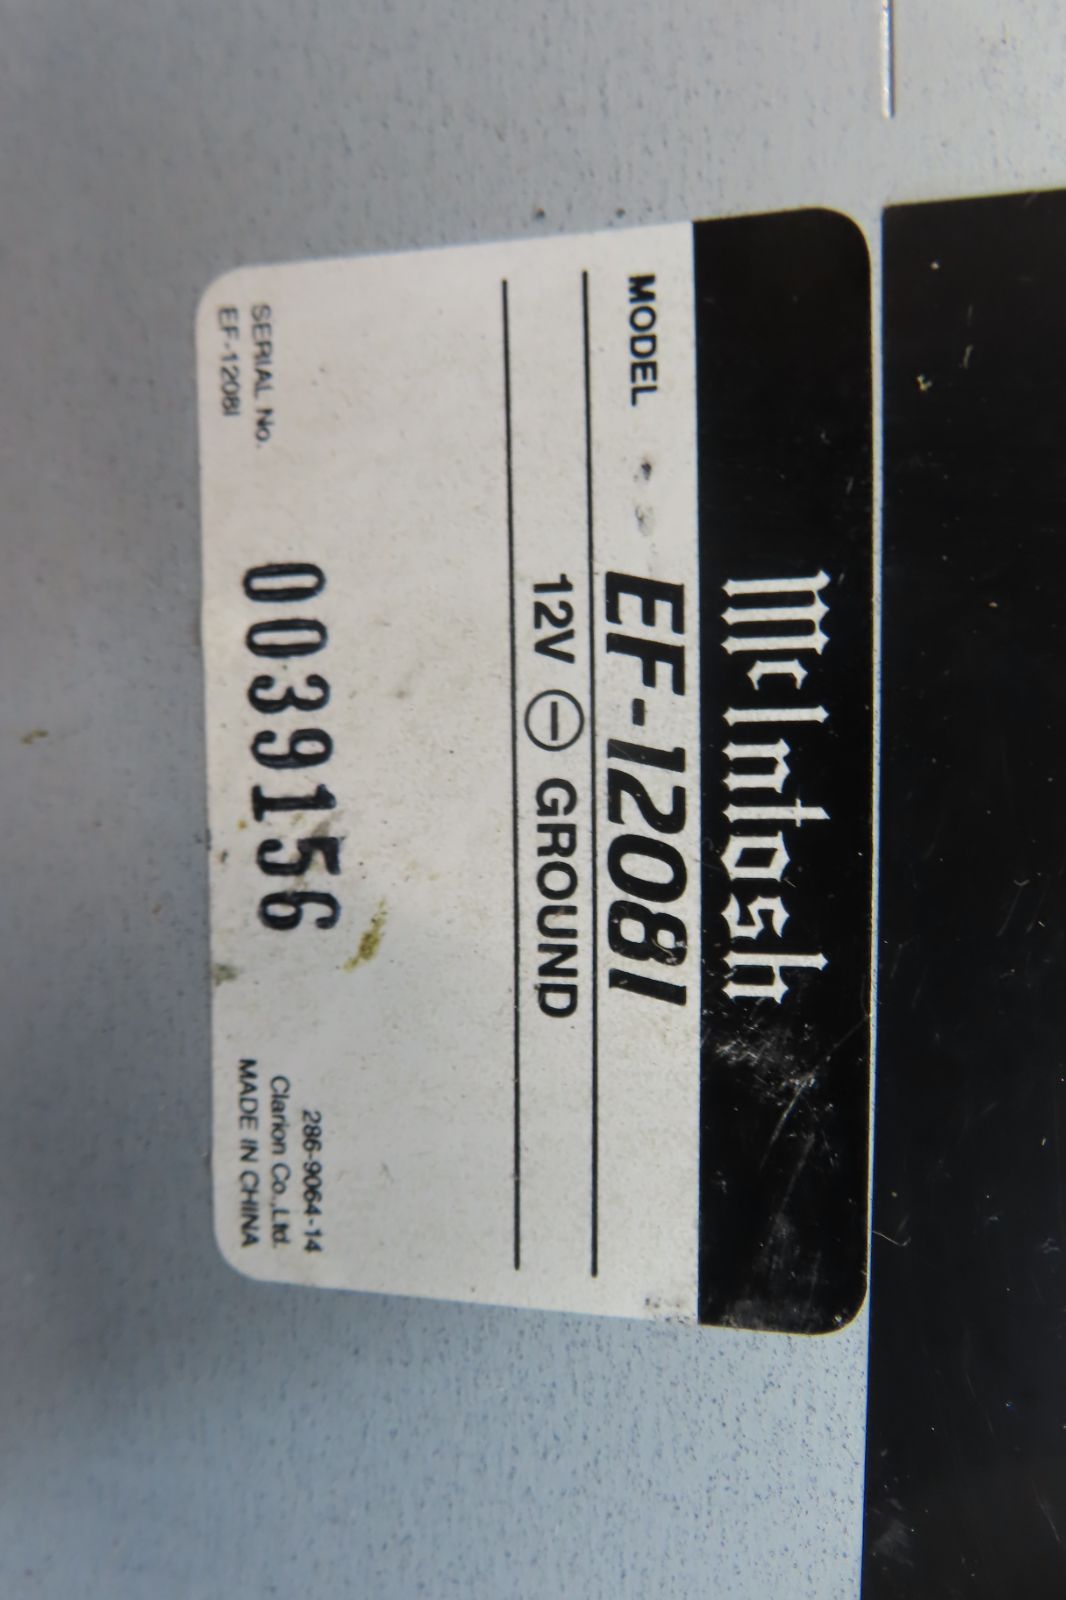 McIntosh
MODEL EF-1208I
12V ⊖ GROUND
286-9064-14
SERIAL No. Clarion Co.,Ltd.
EF-1208I 0039156 MADE IN CHINA